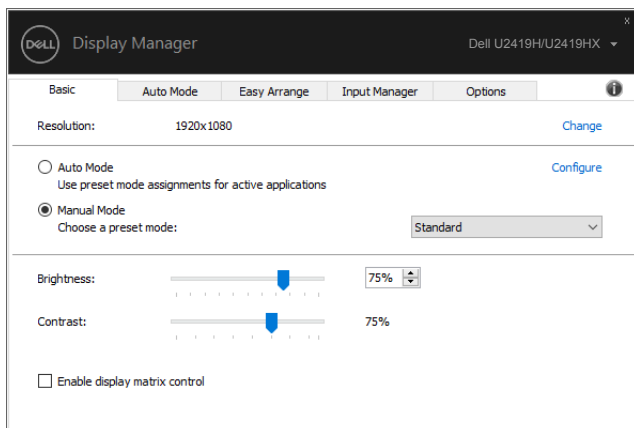 x
DELL Display Manager Dell U2419H/U2419HX
Basic Auto Mode Easy Arrange Input Manager Options i
Resolution: 1920x1080 Change
Auto Mode Configure
Use preset mode assignments for active applications
Manual Mode
Choose a preset mode: Standard
Brightness: 75%
Contrast: 75%
Enable display matrix control